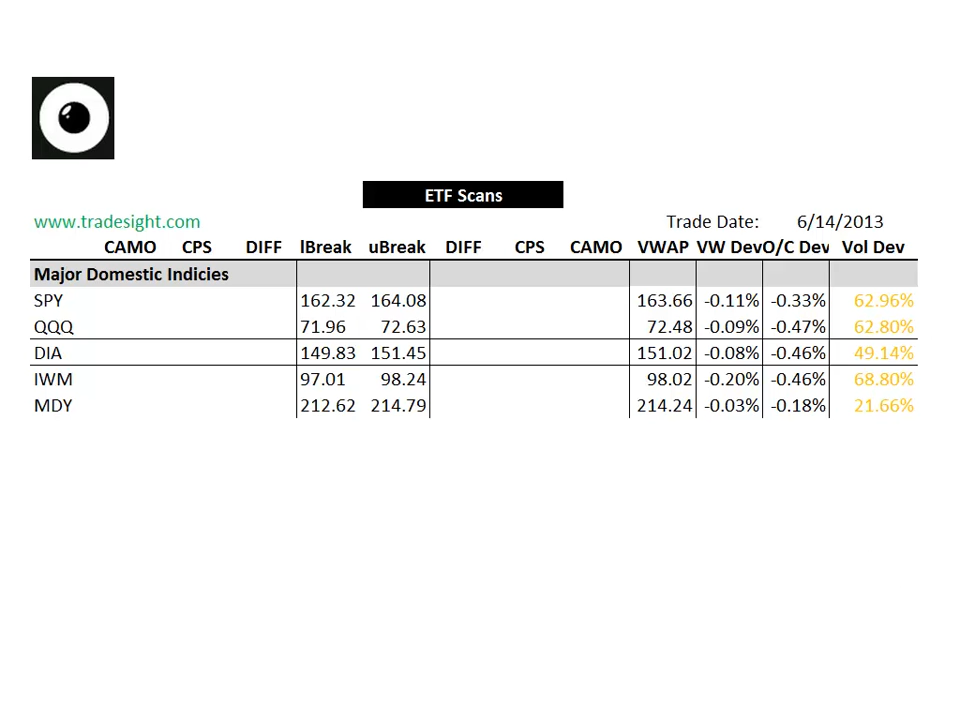 ETF Scans
www.tradesight.com Trade Date: 6/14/2013
CAMO CPS DIFF lBreak uBreak DIFF CPS CAMO VWAP VW Dev O/C Dev Vol Dev
Major Domestic Indicies
SPY 162.32 164.08 163.66 -0.11% -0.33% 62.96%
QQQ 71.96 72.63 72.48 -0.09% -0.47% 62.80%
DIA 149.83 151.45 151.02 -0.08% -0.46% 49.14%
IWM 97.01 98.24 98.02 -0.20% -0.46% 68.80%
MDY 212.62 214.79 214.24 -0.03% -0.18% 21.66%